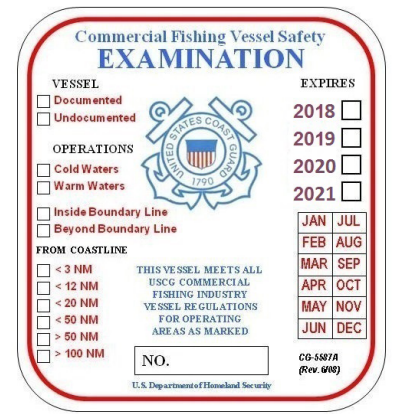 Commercial Fishing Vessel Safety
EXAMINATION
VESSEL
Documented
Undocumented
OPERATIONS
Cold Waters
Warm Waters
Inside Boundary Line
Beyond Boundary Line
FROM COASTLINE
< 3 NM
< 12 NM
< 20 NM
< 50 NM
> 50 NM
> 100 NM
UNITED STATES COAST GUARD
1790
THIS VESSEL MEETS ALL
USCG COMMERCIAL
FISHING INDUSTRY
VESSEL REGULATIONS
FOR OPERATING
AREAS AS MARKED
NO.
EXPIRES
2018
2019
2020
2021
JAN JUL
FEB AUG
MAR SEP
APR OCT
MAY NOV
JUN DEC
CG-5587A
(Rev. 6/08)
U.S. Department of Homeland Security